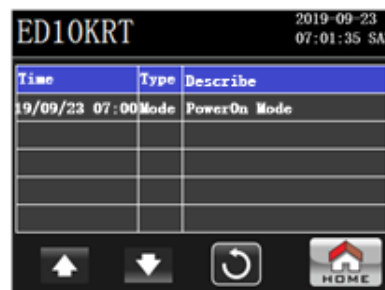 ED10KRT
2019-09-23
07:01:35 SA
Time Type Describe
19/09/23 07:00 Mode PowerOn Mode
HOME